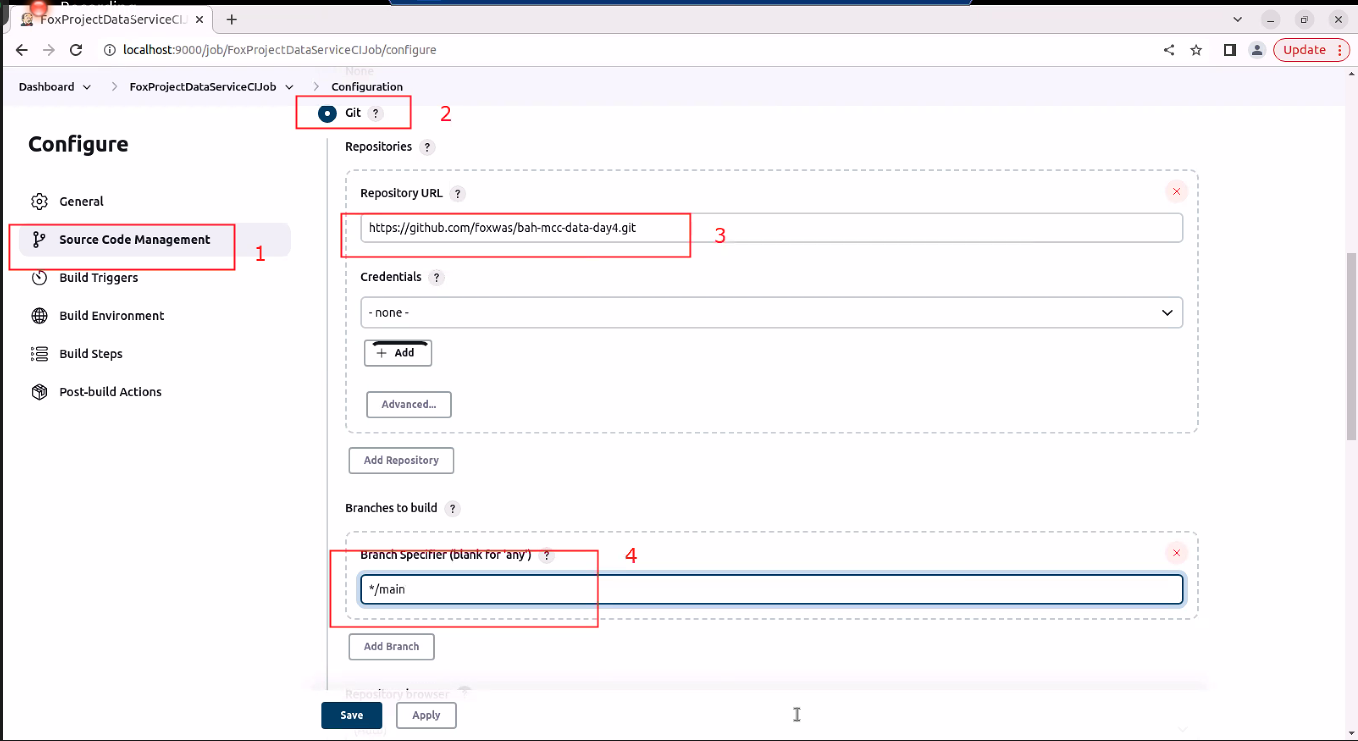 Recording
FoxProjectDataServiceCIJ
localhost:9000/job/FoxProjectDataServiceCIJob/configure
Update
None
Dashboard
FoxProjectDataServiceCIJob
Configuration
Git ?
2
Configure
General
Source Code Management
1
Build Triggers
Build Environment
Build Steps
Post-build Actions
Repositories ?
Repository URL ?
https://github.com/foxwas/bah-mcc-data-day4.git
3
Credentials ?
- none -
+ Add
Advanced...
Add Repository
Branches to build ?
Branch Specifier (blank for 'any') ?
4
*/main
Add Branch
Repository browser ?
Save
Apply